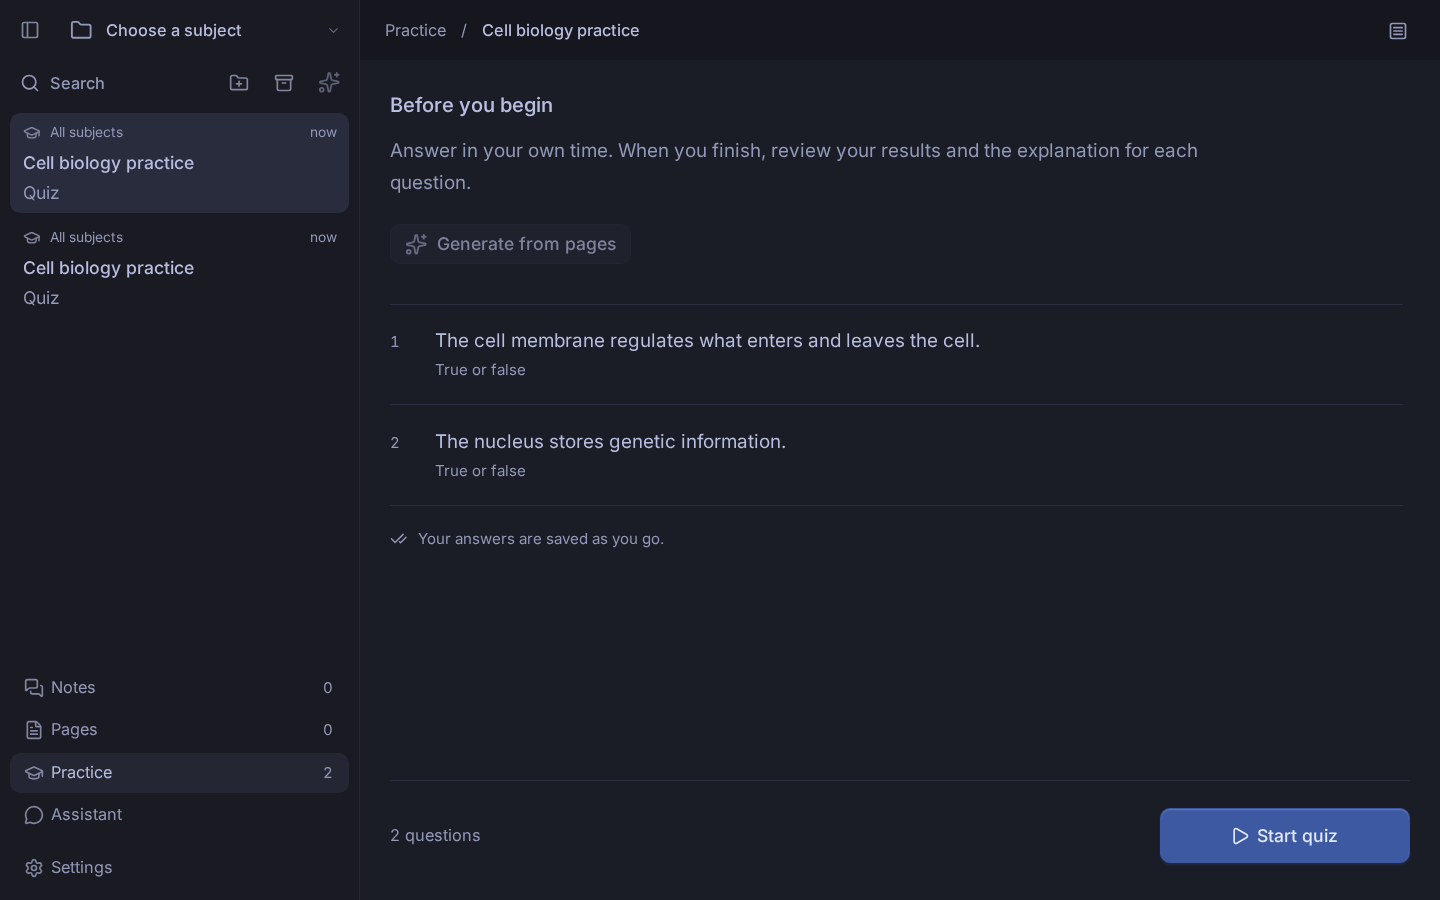 Choose a subject
Search
All subjects now
Cell biology practice
Quiz
All subjects now
Cell biology practice
Quiz
Notes 0
Pages 0
Practice 2
Assistant
Settings
Practice / Cell biology practice
Before you begin
Answer in your own time. When you finish, review your results and the explanation for each
question.
Generate from pages
1 The cell membrane regulates what enters and leaves the cell.
True or false
2 The nucleus stores genetic information.
True or false
Your answers are saved as you go.
2 questions
Start quiz